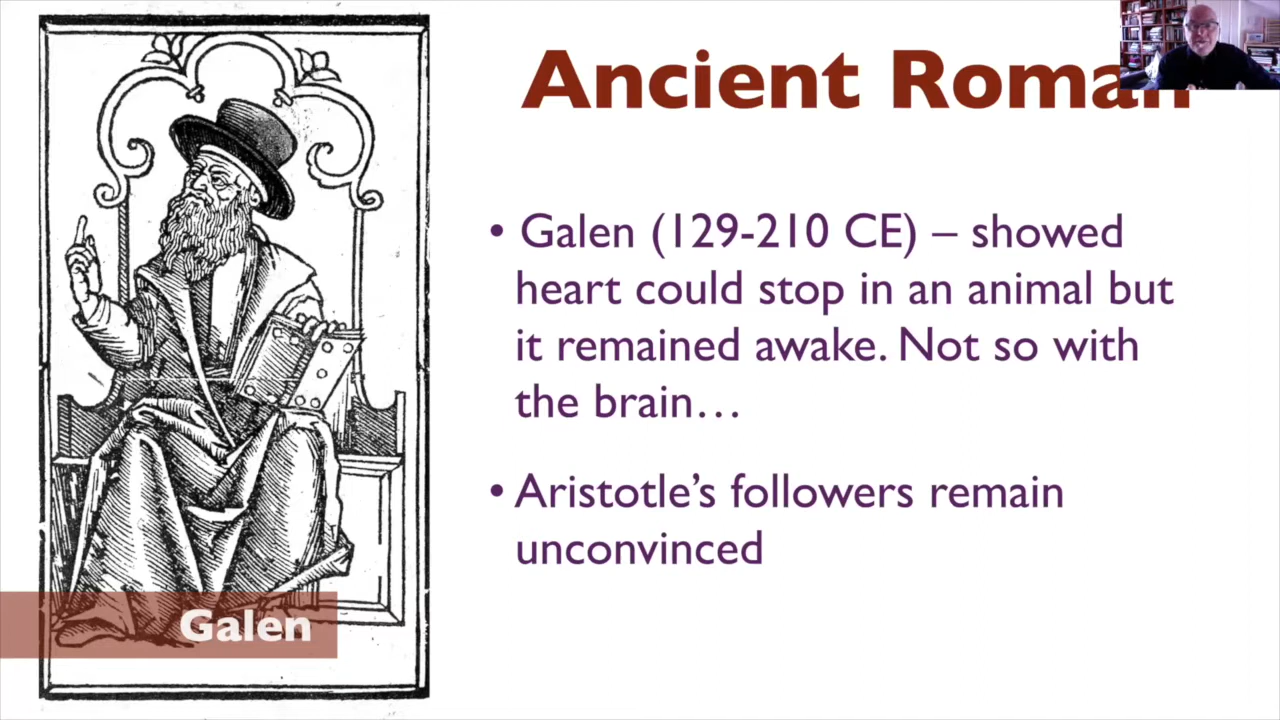 Ancient Roman
• Galen (129-210 CE) – showed
heart could stop in an animal but
it remained awake. Not so with
the brain…
• Aristotle’s followers remain
unconvinced
Galen